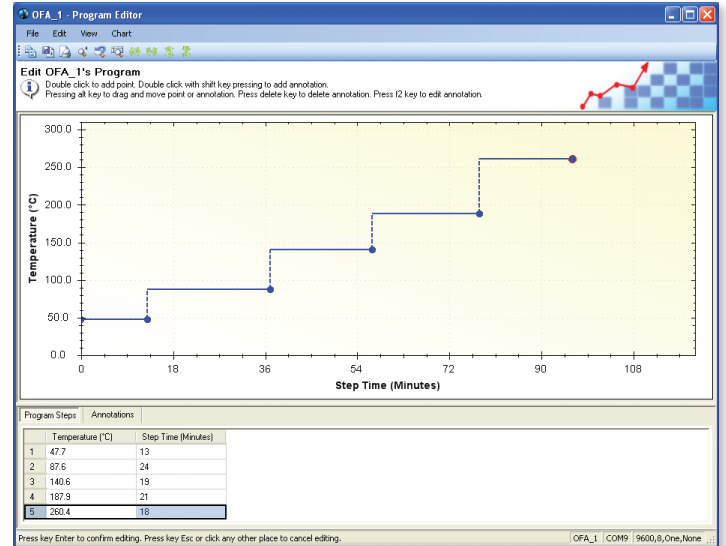 OFA_1 - Program Editor
File Edit View Chart
Edit OFA_1's Program
Double click to add point. Double click with shift key pressing to add annotation.
Pressing alt key to drag and move point or annotation. Press delete key to delete annotation. Press f2 key to edit annotation.
300.0
250.0
200.0
150.0
100.0
50.0
0.0
Temperature (°C)
0 18 36 54 72 90 108
Step Time (Minutes)
Program Steps Annotations
Temperature (°C) Step Time (Minutes)
1 47.7 13
2 87.6 24
3 140.6 19
4 187.9 21
5 260.4 18
Press key Enter to confirm editing. Press key Esc or click any other place to cancel editing. OFA_1 COM9 9600,8,One,None